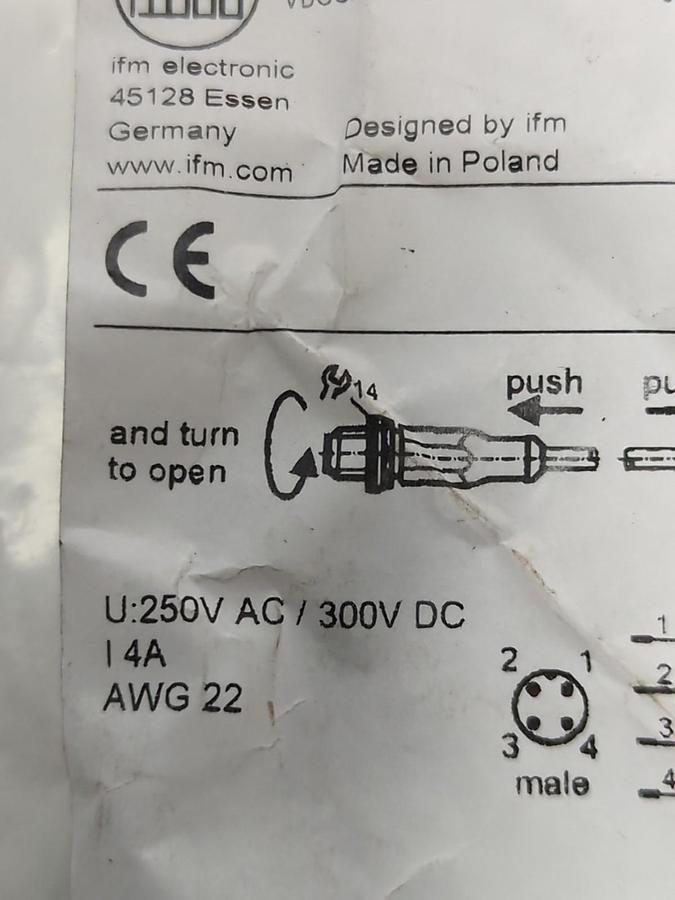 ifm electronic
45128 Essen
Germany
www.ifm.com
Designed by ifm
Made in Poland
CE
14
push
and turn
to open
U:250V AC / 300V DC
I 4A
AWG 22
2 1
3 4
male
1
2
3
4